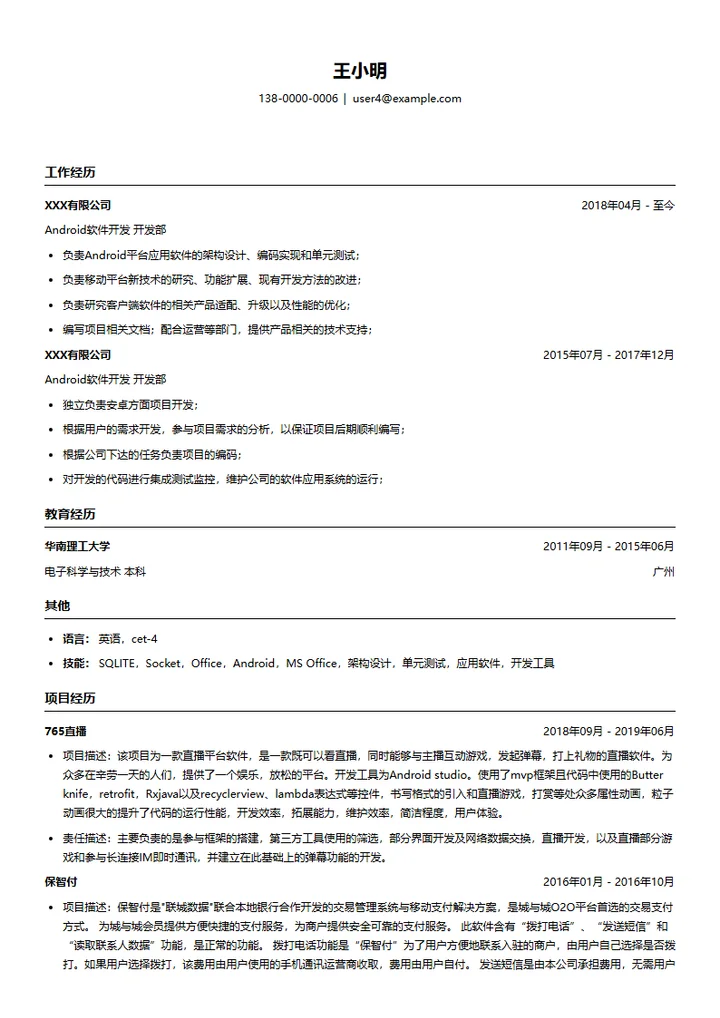 王小明
138-0000-0006 | user4@example.com
工作经历
XXX有限公司 2018年04月 - 至今
Android软件开发 开发部
• 负责Android平台应用软件的架构设计、编码实现和单元测试；
• 负责移动平台新技术的研究、功能扩展、现有开发方法的改进；
• 负责研究客户端软件的相关产品适配、升级以及性能的优化；
• 编写项目相关文档；配合运营等部门，提供产品相关的技术支持；
XXX有限公司 2015年07月 - 2017年12月
Android软件开发 开发部
• 独立负责安卓方面项目开发；
• 根据用户的需求开发，参与项目需求的分析，以保证项目后期顺利编写；
• 根据公司下达的任务负责项目的编码；
• 对开发的代码进行集成测试监控，维护公司的软件应用系统的运行；
教育经历
华南理工大学 2011年09月 - 2015年06月
电子科学与技术 本科 广州
其他
• 语言： 英语，cet-4
• 技能： SQLITE，Socket，Office，Android，MS Office，架构设计，单元测试，应用软件，开发工具
项目经历
765直播 2018年09月 - 2019年06月
• 项目描述：该项目为一款直播平台软件，是一款既可以看直播，同时能够与主播互动游戏，发起弹幕，打上礼物的直播软件。为
众多在辛劳一天的人们，提供了一个娱乐，放松的平台。开发工具为Android studio。使用了mvp框架且代码中使用的Butter
knife，retrofit，Rxjava以及recyclerview、lambda表达式等控件，书写格式的引入和直播游戏，打赏等处众多属性动画，粒子
动画很大的提升了代码的运行性能，开发效率，拓展能力，维护效率，简洁程度，用户体验。
• 责任描述：主要负责的是参与框架的搭建，第三方工具使用的筛选，部分界面开发及网络数据交换，直播开发，以及直播部分游
戏和参与长连接IM即时通讯，并建立在此基础上的弹幕功能的开发。
保智付 2016年01月 - 2016年10月
• 项目描述：保智付是"联城数据"联合本地银行合作开发的交易管理系统与移动支付解决方案，是城与城O2O平台首选的交易支付
方式。 为城与城会员提供方便快捷的支付服务，为商户提供安全可靠的支付服务。 此软件含有“拨打电话”、“发送短信”和
“读取联系人数据”功能，是正常的功能。 拨打电话功能是“保智付”为了用户方便地联系入驻的商户，由用户自己选择是否拨
打。如果用户选择拨打，该费用由用户使用的手机通讯运营商收取，费用由用户自付。 发送短信是由本公司承担费用，无需用户